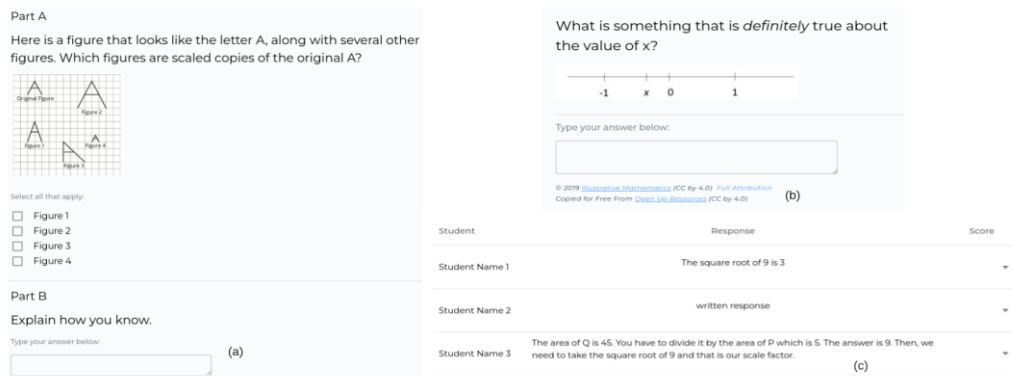 Part A
Here is a figure that looks like the letter A, along with several other
figures. Which figures are scaled copies of the original A?
Original Figure
Figure 2
Figure 1
Figure 4
Figure 3
Select all that apply:
Figure 1
Figure 2
Figure 3
Figure 4
Part B
Explain how you know.
Type your answer below:
(a)
What is something that is definitely true about
the value of x?
-1 x 0 1
Type your answer below:
© 2019 Illustrative Mathematics (CC by 4.0) Full Attribution
Copied for Free From Open Up Resources (CC by 4.0)
(b)
Student Response Score
Student Name 1 The square root of 9 is 3
Student Name 2 written response
Student Name 3 The area of Q is 45. You have to divide it by the area of P which is 5. The answer is 9. Then, we
need to take the square root of 9 and that is our scale factor.
(c)